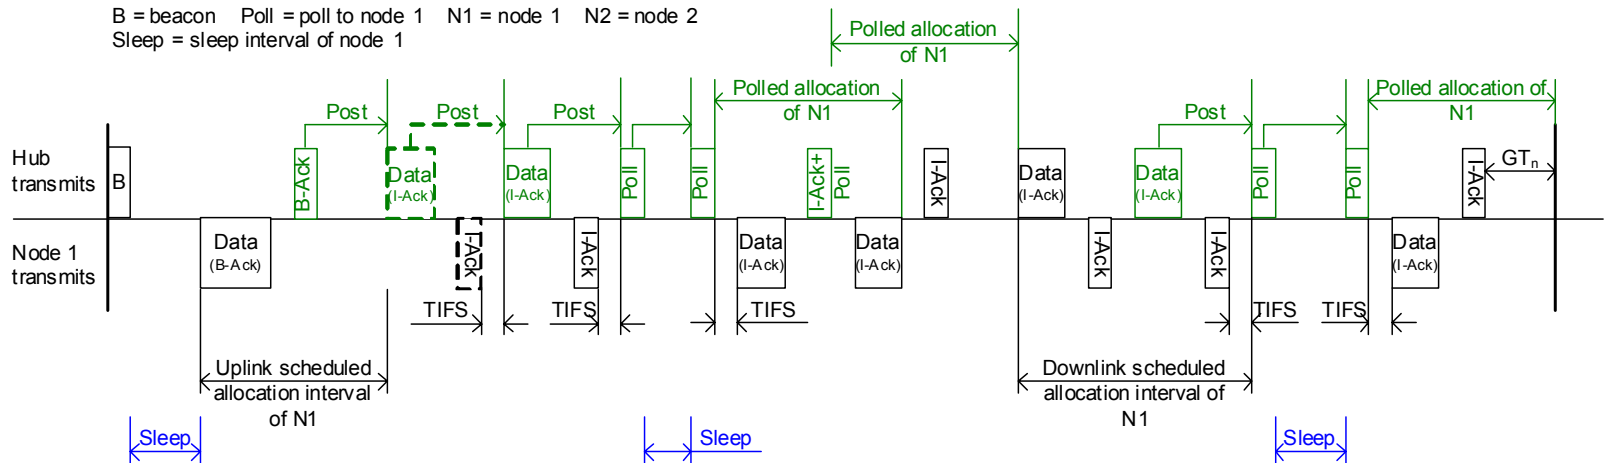 B = beacon Poll = poll to node 1 N1 = node 1 N2 = node 2
Sleep = sleep interval of node 1
Polled allocation
of N1
Post
Post
Post
Polled allocation
of N1
Post
Polled allocation of
N1
Hub
transmits
B
B-Ack
Data
(I-Ack)
Data
(I-Ack)
Poll
Poll
I-Ack+
Poll
I-Ack
Data
(I-Ack)
Data
(I-Ack)
Poll
Poll
I-Ack
GTn
Node 1
transmits
Data
(B-Ack)
I-Ack
I-Ack
Data
(I-Ack)
Data
(I-Ack)
I-Ack
I-Ack
Data
(I-Ack)
TIFS
TIFS
TIFS
TIFS
TIFS
Uplink scheduled
allocation interval
of N1
Downlink scheduled
allocation interval of
N1
Sleep
Sleep
Sleep